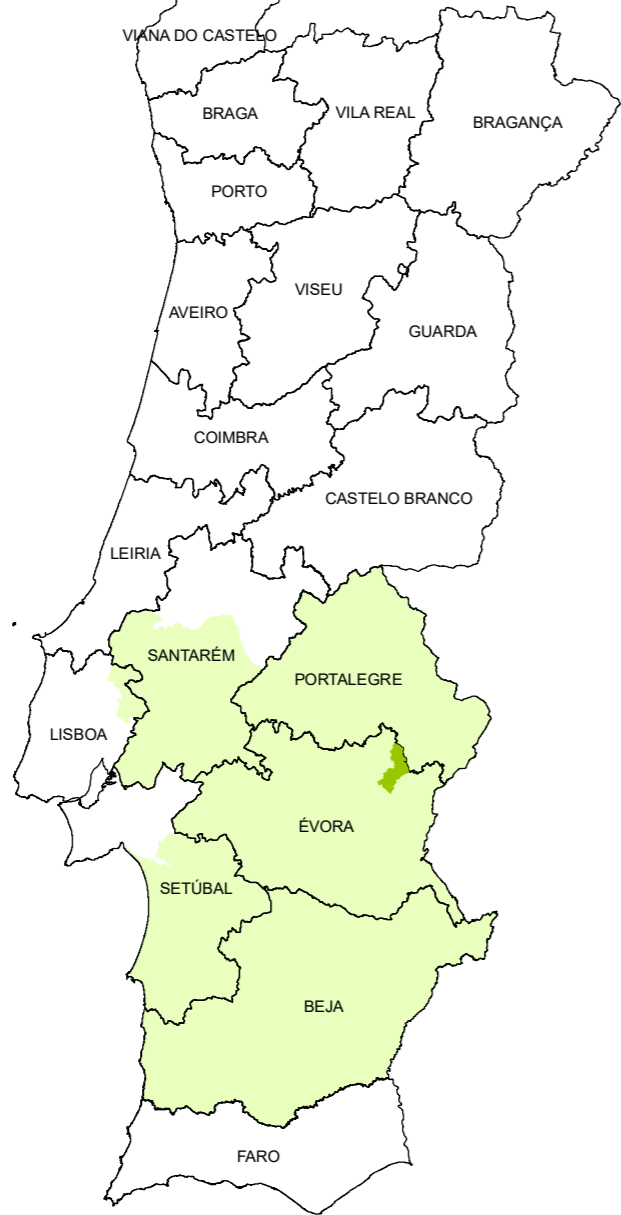 VIANA DO CASTELO
BRAGA
VILA REAL
BRAGANÇA
PORTO
VISEU
AVEIRO
GUARDA
COIMBRA
CASTELO BRANCO
LEIRIA
SANTARÉM
PORTALEGRE
LISBOA
ÉVORA
SETÚBAL
BEJA
FARO